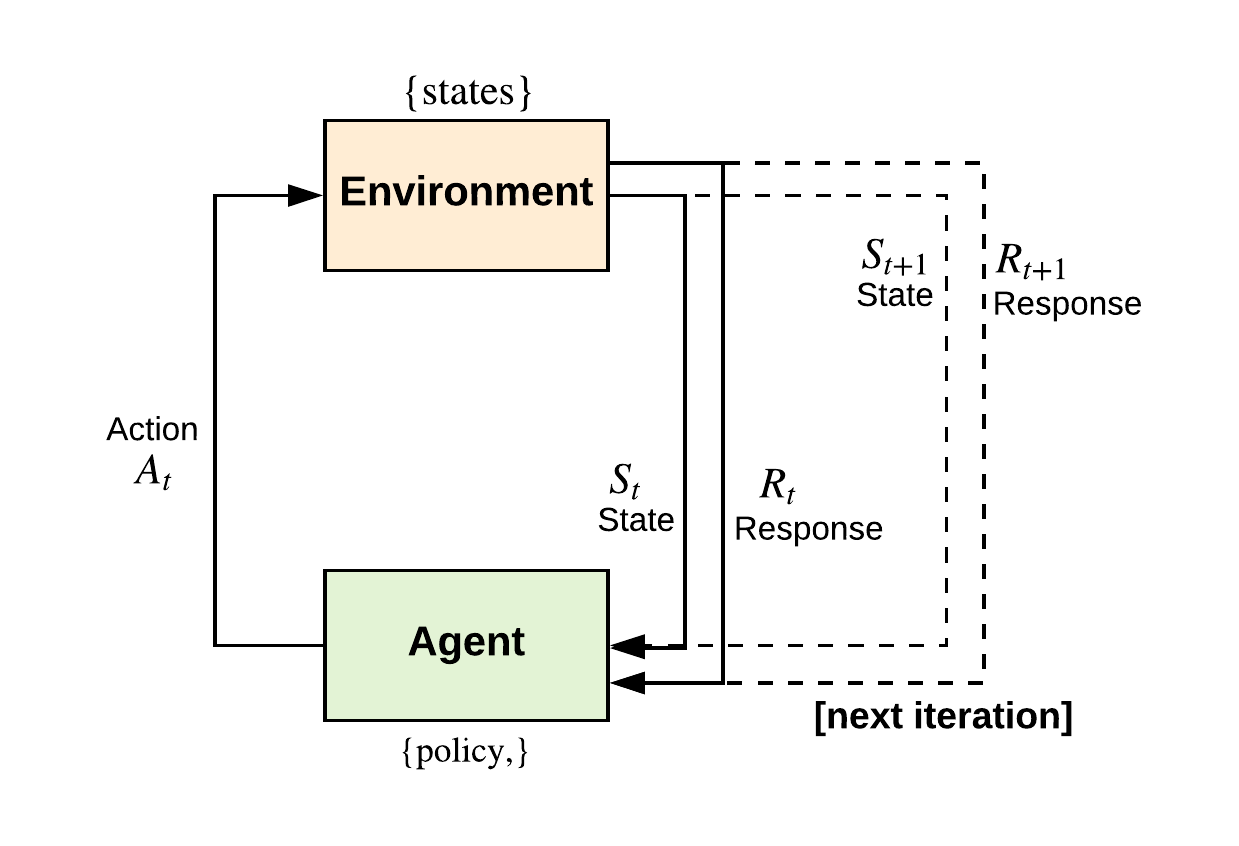 {states}
Environment
S_{t+1}
State
R_{t+1}
Response
Action
A_t
S_t
State
R_t
Response
Agent
[next iteration]
{policy,}